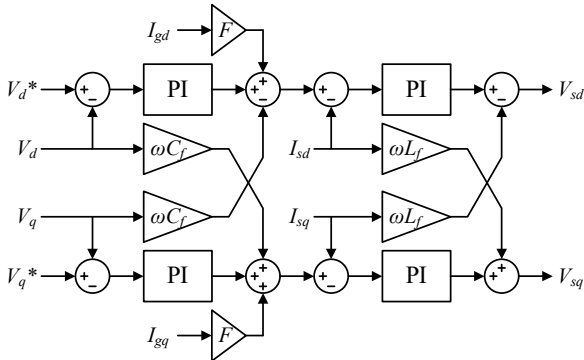 I_gd F
V_d* + − PI + + − + − PI + − V_sd
V_d ωC_f I_sd ωL_f
V_q ωC_f I_sq ωL_f
V_q* + − PI + + + + − PI + + V_sq
I_gq F